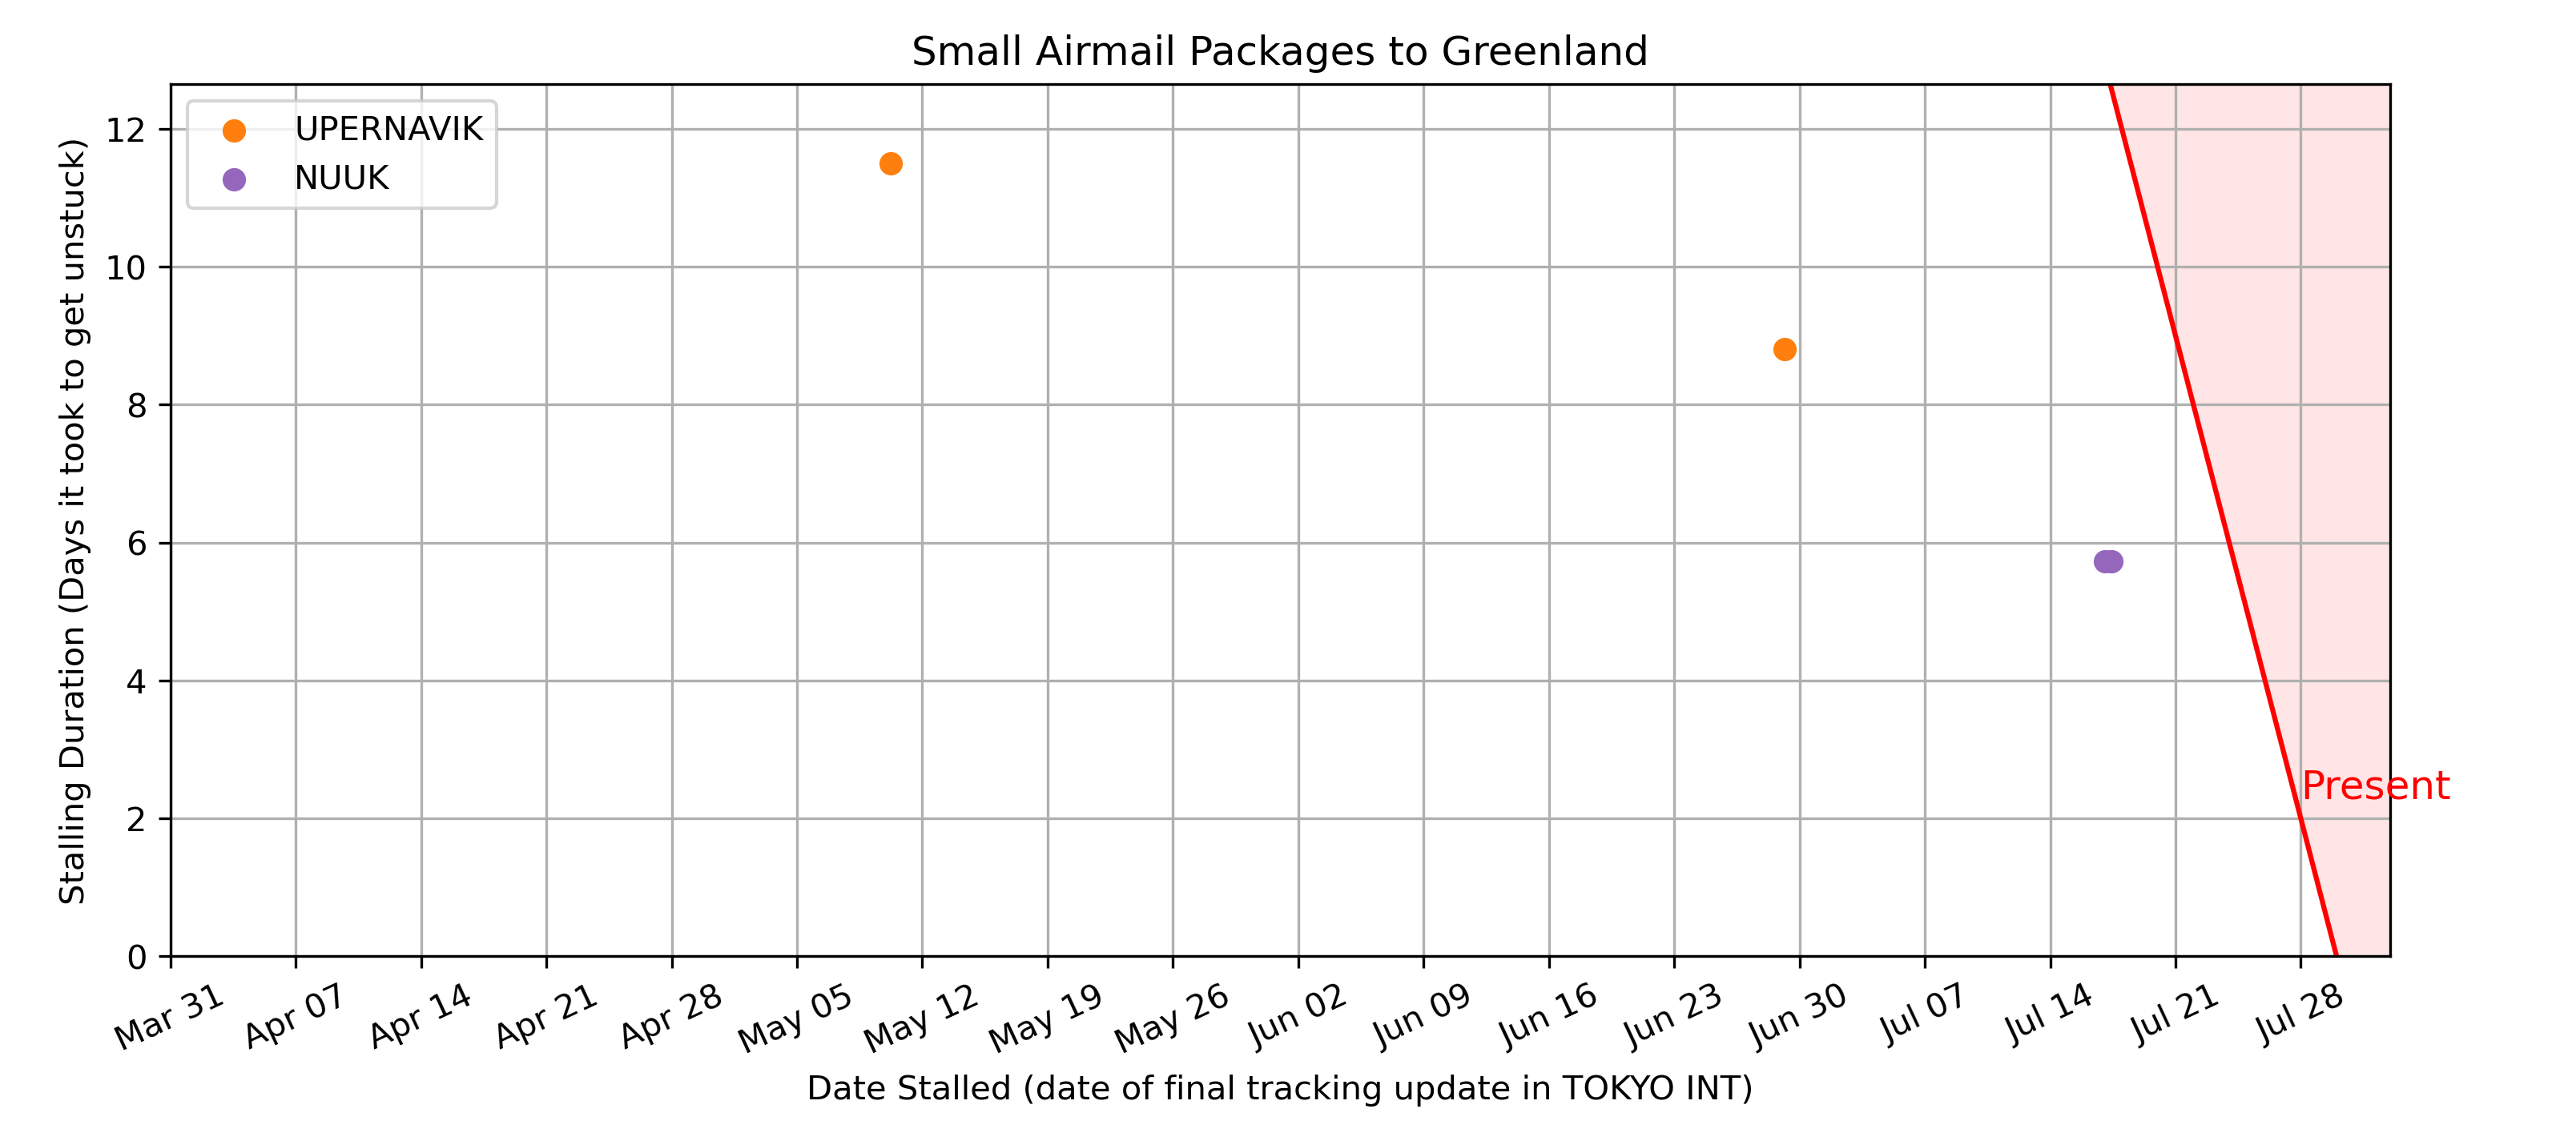 Small Airmail Packages to Greenland
UPERNAVIK
NUUK
Stalling Duration (Days it took to get unstuck)
12
10
8
6
4
2
0
Present
Mar 31
Apr 07
Apr 14
Apr 21
Apr 28
May 05
May 12
May 19
May 26
Jun 02
Jun 09
Jun 16
Jun 23
Jun 30
Jul 07
Jul 14
Jul 21
Jul 28
Date Stalled (date of final tracking update in TOKYO INT)